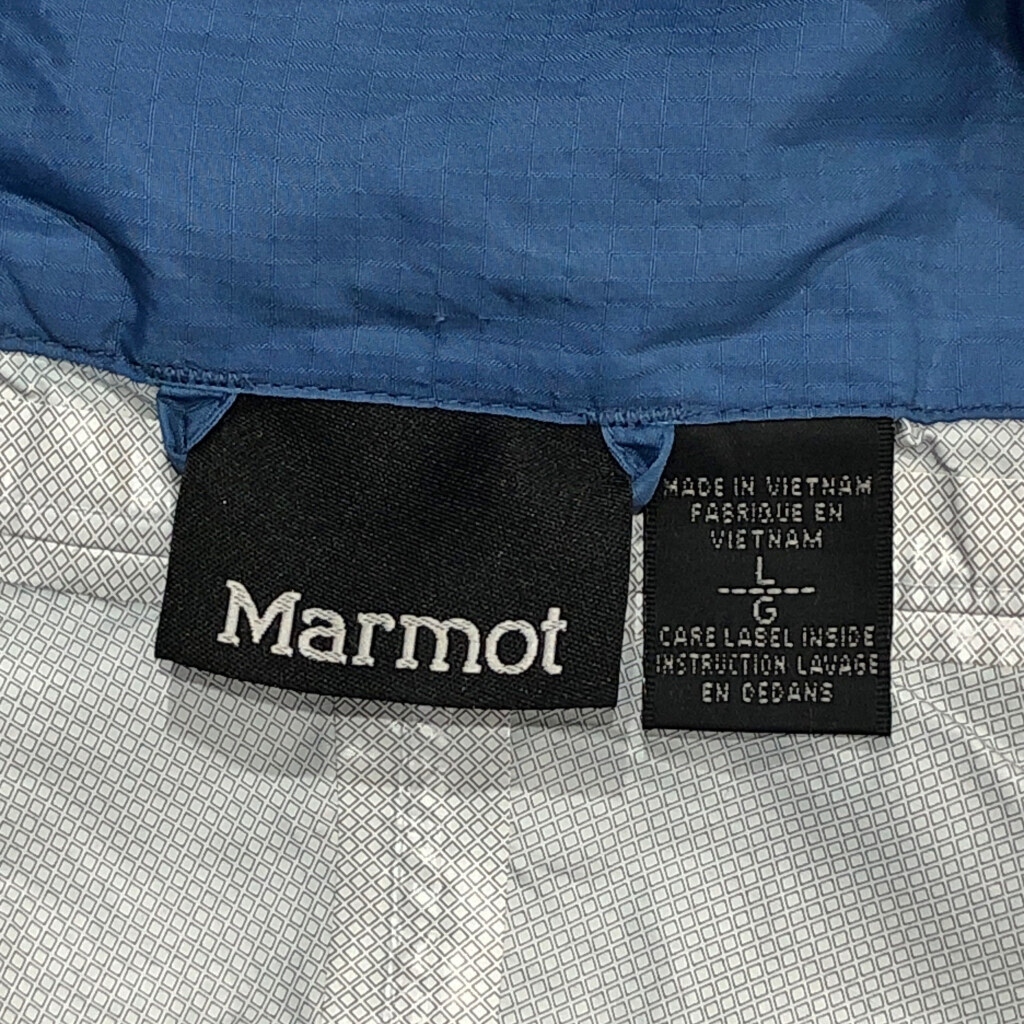 Marmot
MADE IN VIETNAM
FABRIQUE EN
VIETNAM
L
G
CARE LABEL INSIDE
INSTRUCTION LAVAGE
EN DEDANS